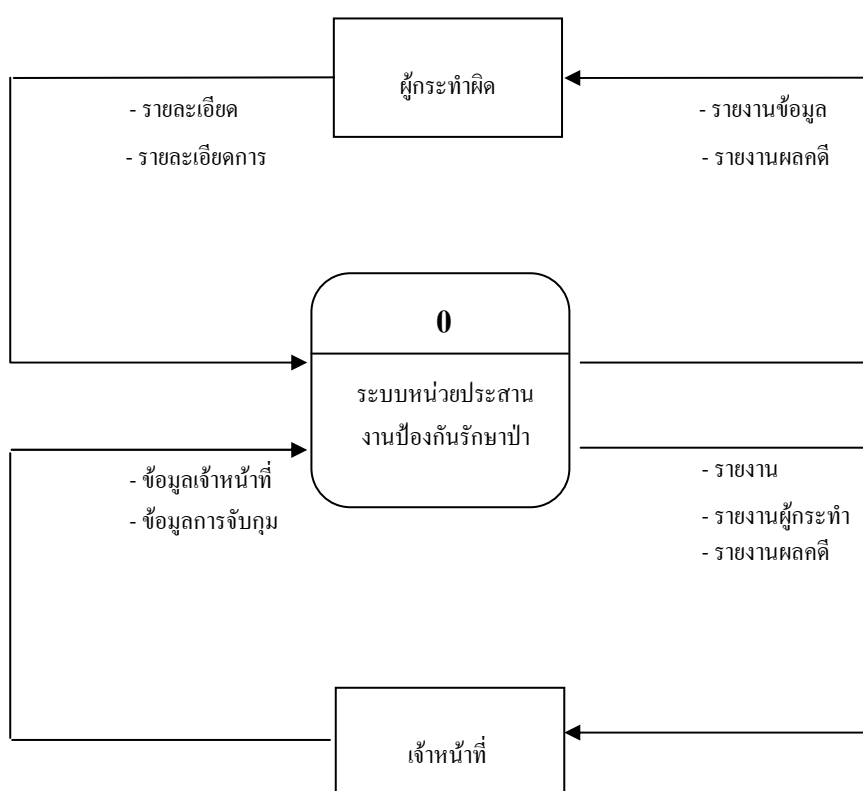 ผู้กระทำผิด
- รายละเอียด
- รายละเอียดการ
- รายงานข้อมูล
- รายงานผลคดี
0
ระบบหน่วยประสาน
งานป้องกันรักษาป่า
- ข้อมูลเจ้าหน้าที่
- ข้อมูลการจับกุม
- รายงาน
- รายงานผู้กระทำ
- รายงานผลคดี
เจ้าหน้าที่